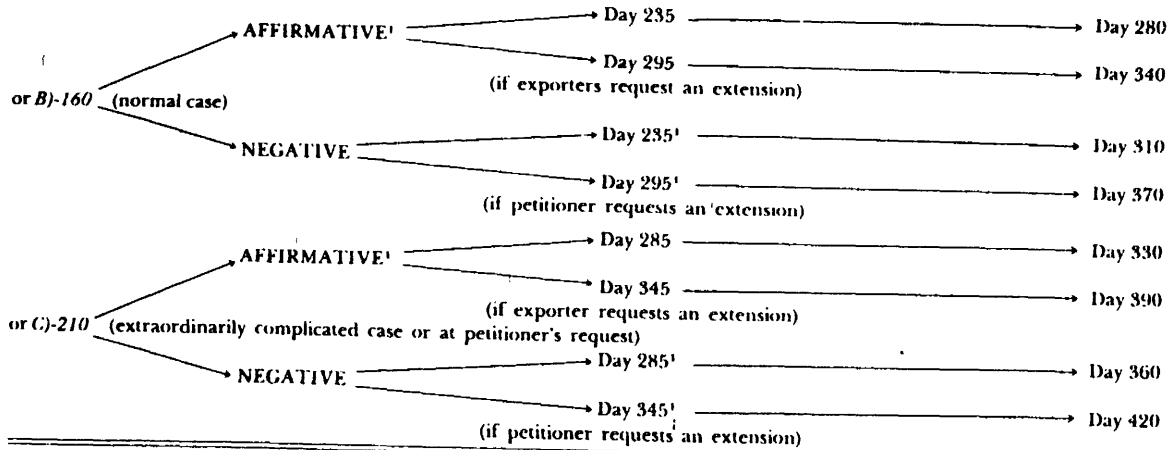 Day 235 Day 280
AFFIRMATIVE¹
Day 295 Day 340
(if exporters request an extension)
or B)-160 (normal case)
Day 235¹ Day 310
NEGATIVE
Day 295¹ Day 370
(if petitioner requests an extension)
Day 285 Day 330
AFFIRMATIVE¹
Day 345 Day 390
(if exporter requests an extension)
or C)-210 (extraordinarily complicated case or at petitioner's request)
Day 285¹ Day 360
NEGATIVE
Day 345¹ Day 420
(if petitioner requests an extension)